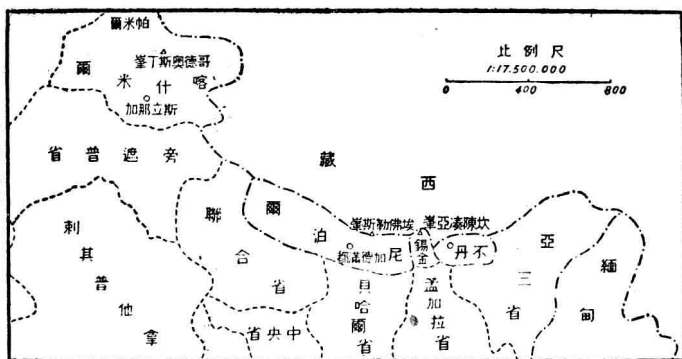 帕米爾
比例尺
1:17.500.000
0 400 800
哥德奧斯丁峯
喀什米爾
斯立那加
旁遮普省
西藏
尼泊爾
埃佛勒斯峯
坎陳凑亞峯
加德滿都
錫金
不丹
亞三省
緬甸
聯合省
刺其普他拿
中央省
貝哈爾省
孟加拉省